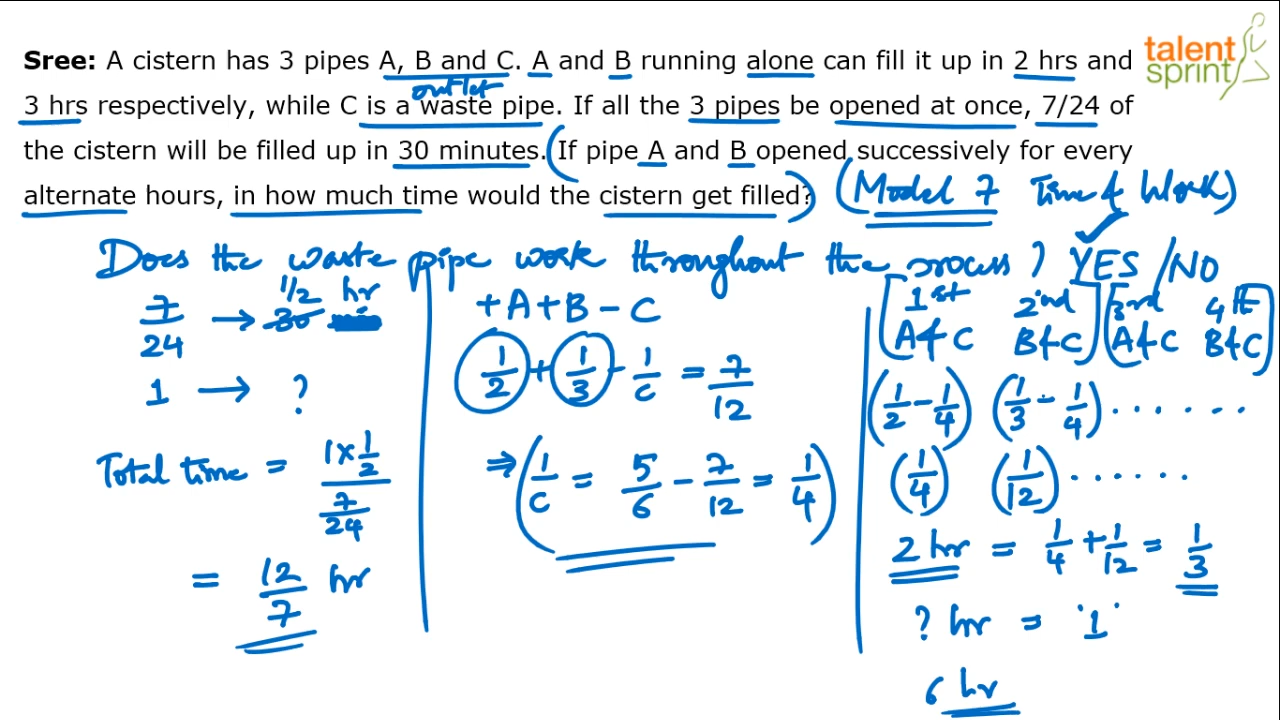 talent
sprint
Sree: A cistern has 3 pipes A, B and C. A and B running alone can fill it up in 2 hrs and
outlet
3 hrs respectively, while C is a waste pipe. If all the 3 pipes be opened at once, 7/24 of
the cistern will be filled up in 30 minutes. (If pipe A and B opened successively for every
alternate hours, in how much time would the cistern get filled?)
(Model 7 Time & Work)
Does the waste pipe work throughout the process? YES /NO
7/24 → 1/2 hr
1 → ?
Total time = (1 × 1/2)/(7/24)
= 12/7 hr
+A+B-C
1/2 + 1/3 - 1/C = 7/12
⇒ (1/C = 5/6 - 7/12 = 1/4)
[1st 2nd] [3rd 4th]
[A&C B&C] [A&C B&C]
(1/2 - 1/4) (1/3 - 1/4) ......
(1/4) (1/12) ......
2 hr = 1/4 + 1/12 = 1/3
? hr = '1'
6 hr